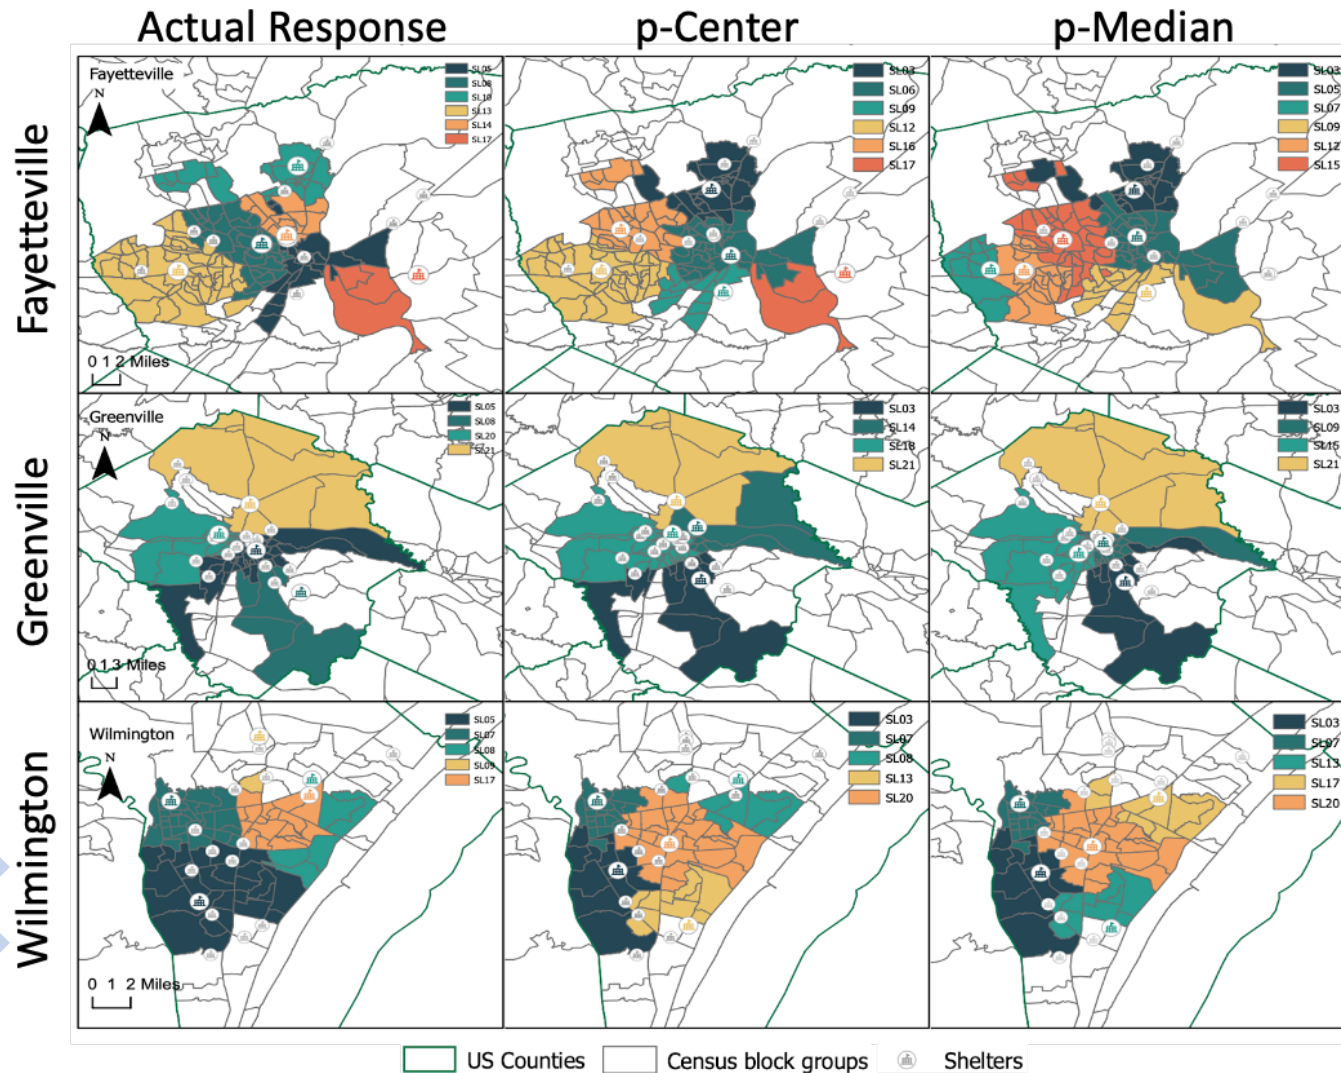 Actual Response
p-Center
p-Median
Fayetteville
Fayetteville
N
0 1 2 Miles
SL05
SL06
SL10
SL13
SL14
SL17
SL03
SL06
SL09
SL12
SL16
SL17
SL03
SL05
SL07
SL09
SL12
SL15
Greenville
Greenville
N
0 1 3 Miles
SL05
SL08
SL20
SL21
SL03
SL14
SL18
SL21
SL03
SL09
SL15
SL21
Wilmington
Wilmington
N
0 1 2 Miles
SL05
SL07
SL08
SL09
SL17
SL03
SL07
SL08
SL13
SL20
SL03
SL07
SL13
SL17
SL20
US Counties
Census block groups
Shelters